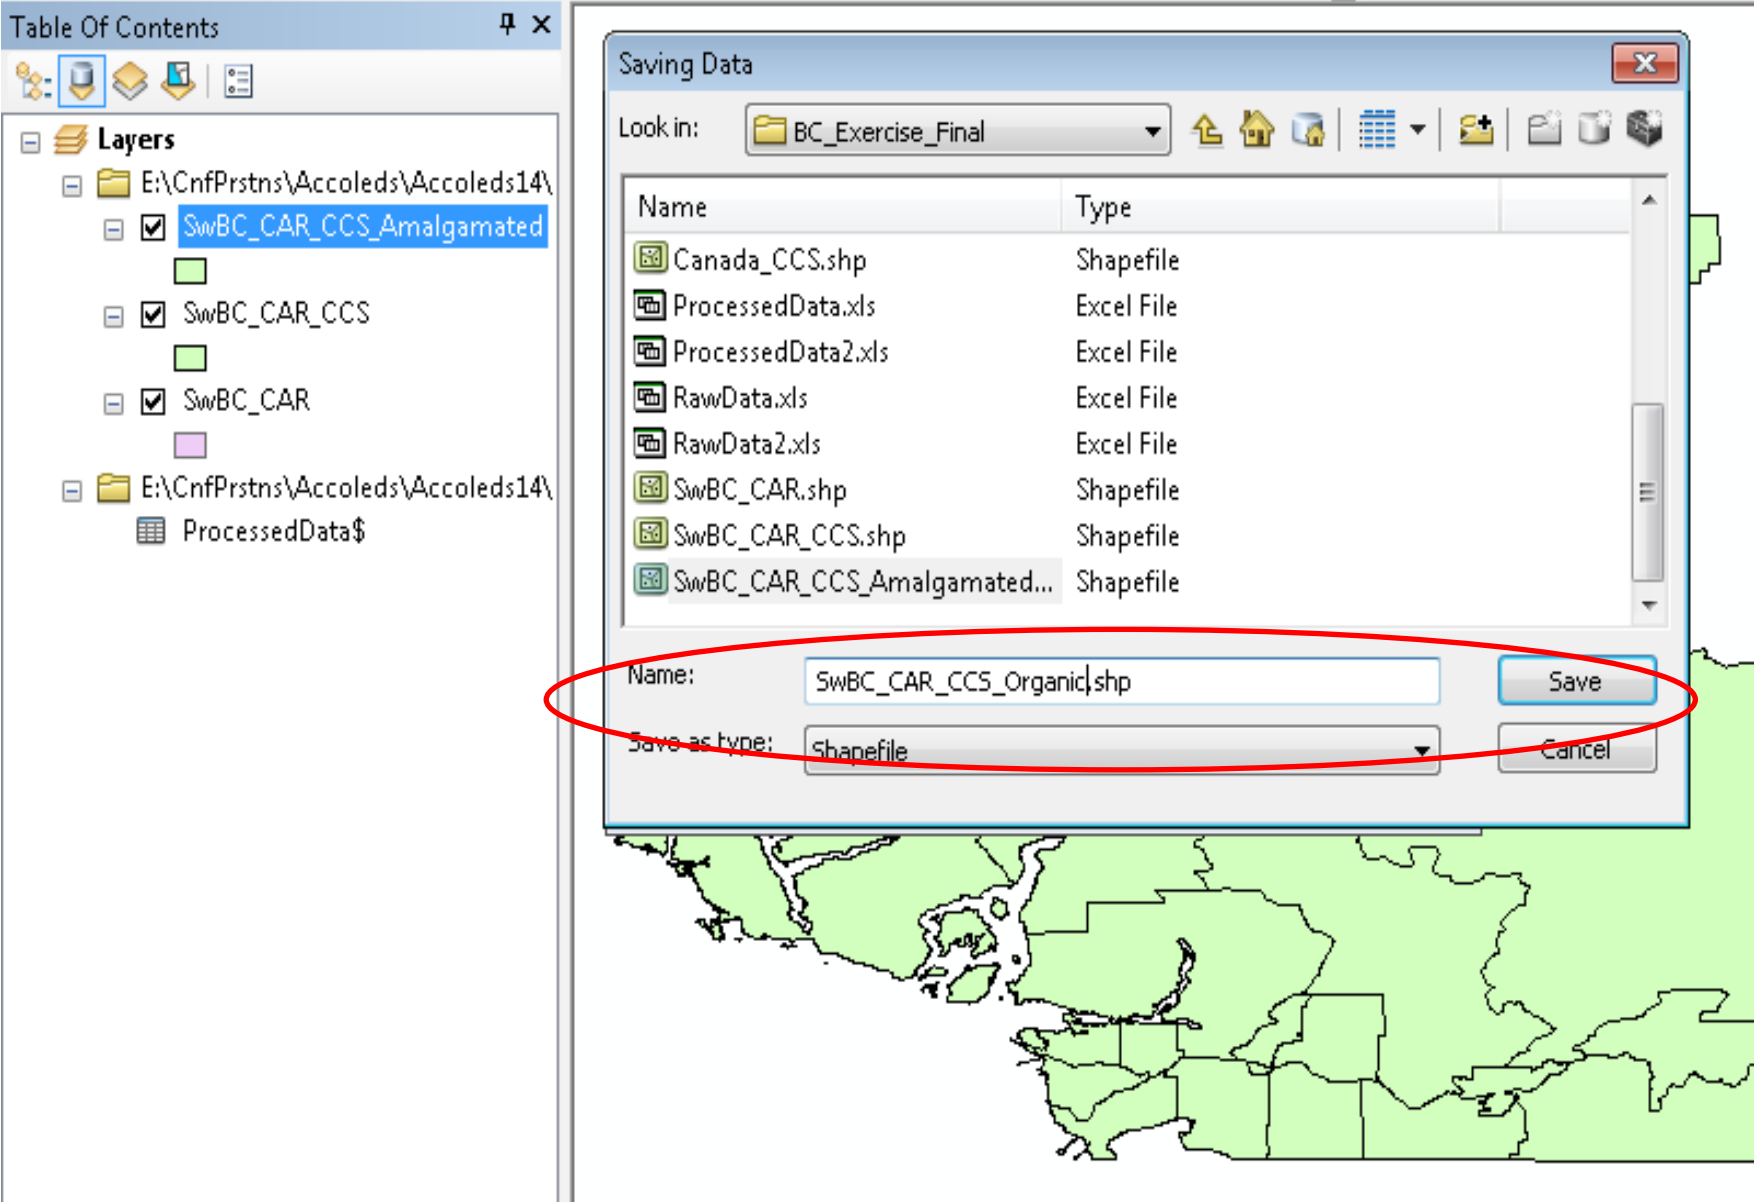 Table Of Contents
Layers
E:\CnfPrstns\Accoleds\Accoleds14\
SwBC_CAR_CCS_Amalgamated
SwBC_CAR_CCS
SwBC_CAR
E:\CnfPrstns\Accoleds\Accoleds14\
ProcessedData$
Saving Data
Look in: BC_Exercise_Final
Name Type
Canada_CCS.shp Shapefile
ProcessedData.xls Excel File
ProcessedData2.xls Excel File
RawData.xls Excel File
RawData2.xls Excel File
SwBC_CAR.shp Shapefile
SwBC_CAR_CCS.shp Shapefile
SwBC_CAR_CCS_Amalgamated... Shapefile
Name: SwBC_CAR_CCS_Organic.shp Save
Save as type: Shapefile Cancel